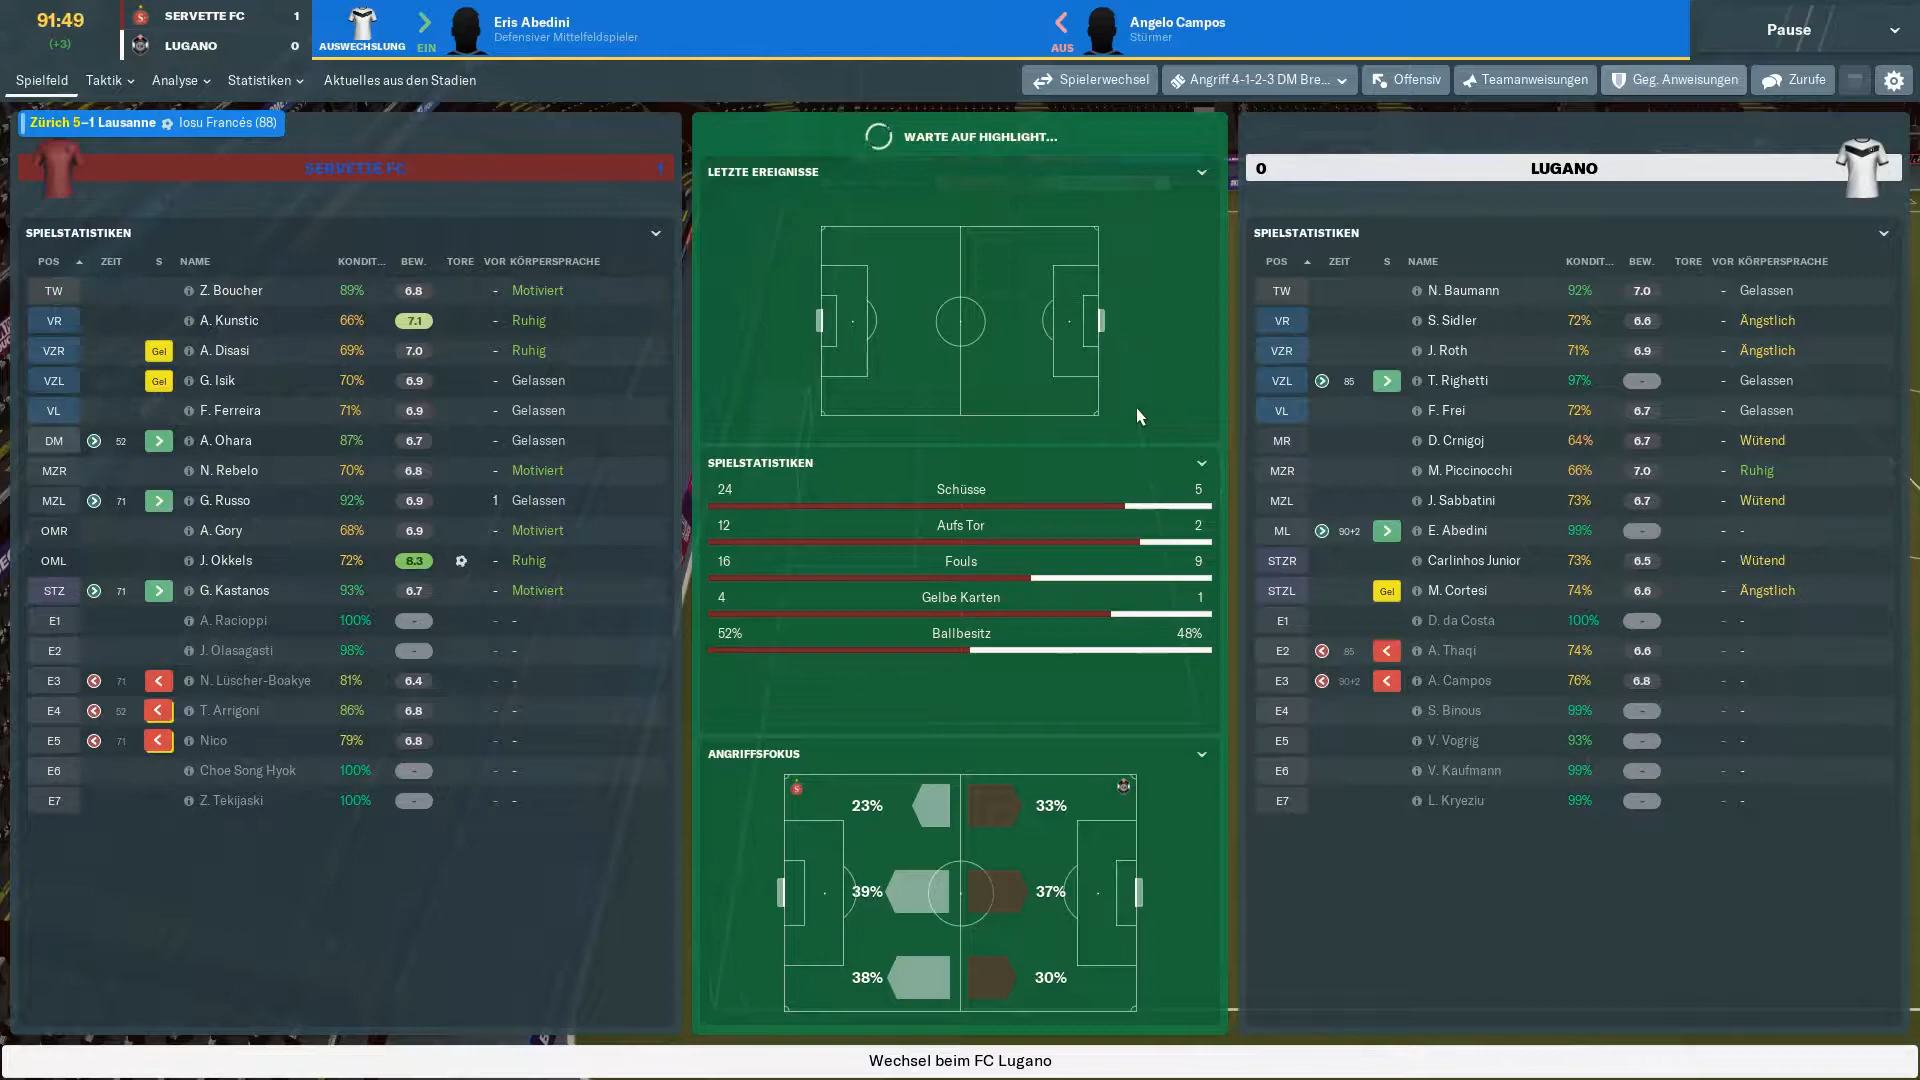 91:49
(+3)
SERVETTE FC 1
LUGANO 0
AUSWECHSLUNG
EIN
Eris Abedini
Defensiver Mittelfeldspieler
AUS
Angelo Campos
Stürmer
Pause
Spielfeld Taktik Analyse Statistiken Aktuelles aus den Stadien
Spielerwechsel Angriff 4-1-2-3 DM Bre... Offensiv Teamanweisungen Geg. Anweisungen Zurufe
Zürich 5–1 Lausanne Iosu Francés (88)
SERVETTE FC 1
SPIELSTATISTIKEN
POS ZEIT S NAME KONDIT... BEW. TORE VOR KÖRPERSPRACHE
TW Z. Boucher 89% 6.8 - Motiviert
VR A. Kunstic 66% 7.1 - Ruhig
VZR Gel A. Disasi 69% 7.0 - Ruhig
VZL Gel G. Isik 70% 6.9 - Gelassen
VL F. Ferreira 71% 6.9 - Gelassen
DM 52 A. Ohara 87% 6.7 - Gelassen
MZR N. Rebelo 70% 6.8 - Motiviert
MZL 71 G. Russo 92% 6.9 1 Gelassen
OMR A. Gory 68% 6.9 - Motiviert
OML J. Okkels 72% 8.3 - Ruhig
STZ 71 G. Kastanos 93% 6.7 - Motiviert
E1 A. Racioppi 100% - - -
E2 J. Olasagasti 98% - - -
E3 71 N. Lüscher-Boakye 81% 6.4 - -
E4 52 T. Arrigoni 86% 6.8 - -
E5 71 Nico 79% 6.8 - -
E6 Choe Song Hyok 100% - - -
E7 Z. Tekijaski 100% - - -
WARTE AUF HIGHLIGHT...
LETZTE EREIGNISSE
SPIELSTATISTIKEN
24 Schüsse 5
12 Aufs Tor 2
16 Fouls 9
4 Gelbe Karten 1
52% Ballbesitz 48%
ANGRIFFSFOKUS
23% 33%
39% 37%
38% 30%
0 LUGANO
SPIELSTATISTIKEN
POS ZEIT S NAME KONDIT... BEW. TORE VOR KÖRPERSPRACHE
TW N. Baumann 92% 7.0 - Gelassen
VR S. Sidler 72% 6.6 - Ängstlich
VZR J. Roth 71% 6.9 - Ängstlich
VZL 85 T. Righetti 97% - - Gelassen
VL F. Frei 72% 6.7 - Gelassen
MR D. Crnigoj 64% 6.7 - Wütend
MZR M. Piccinocchi 66% 7.0 - Ruhig
MZL J. Sabbatini 73% 6.7 - Wütend
ML 90+2 E. Abedini 99% - - -
STZR Carlinhos Junior 73% 6.5 - Wütend
STZL Gel M. Cortesi 74% 6.6 - Ängstlich
E1 D. da Costa 100% - - -
E2 85 A. Thaqi 74% 6.6 - -
E3 90+2 A. Campos 76% 6.8 - -
E4 S. Binous 99% - - -
E5 V. Vogrig 93% - - -
E6 V. Kaufmann 99% - - -
E7 L. Kryeziu 99% - - -
Wechsel beim FC Lugano